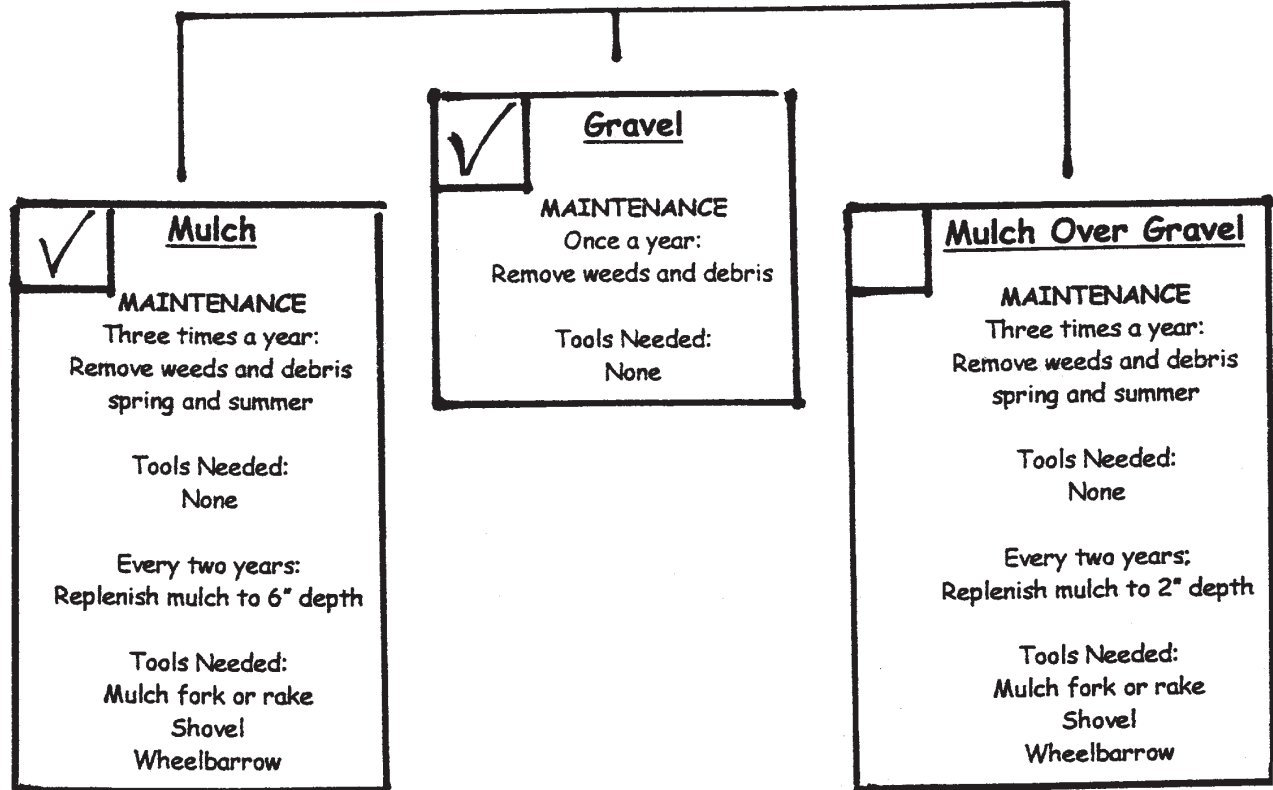 Mulch
MAINTENANCE
Three times a year:
Remove weeds and debris
spring and summer
Tools Needed:
None
Every two years:
Replenish mulch to 6" depth
Tools Needed:
Mulch fork or rake
Shovel
Wheelbarrow
Gravel
MAINTENANCE
Once a year:
Remove weeds and debris
Tools Needed:
None
Mulch Over Gravel
MAINTENANCE
Three times a year:
Remove weeds and debris
spring and summer
Tools Needed:
None
Every two years:
Replenish mulch to 2" depth
Tools Needed:
Mulch fork or rake
Shovel
Wheelbarrow